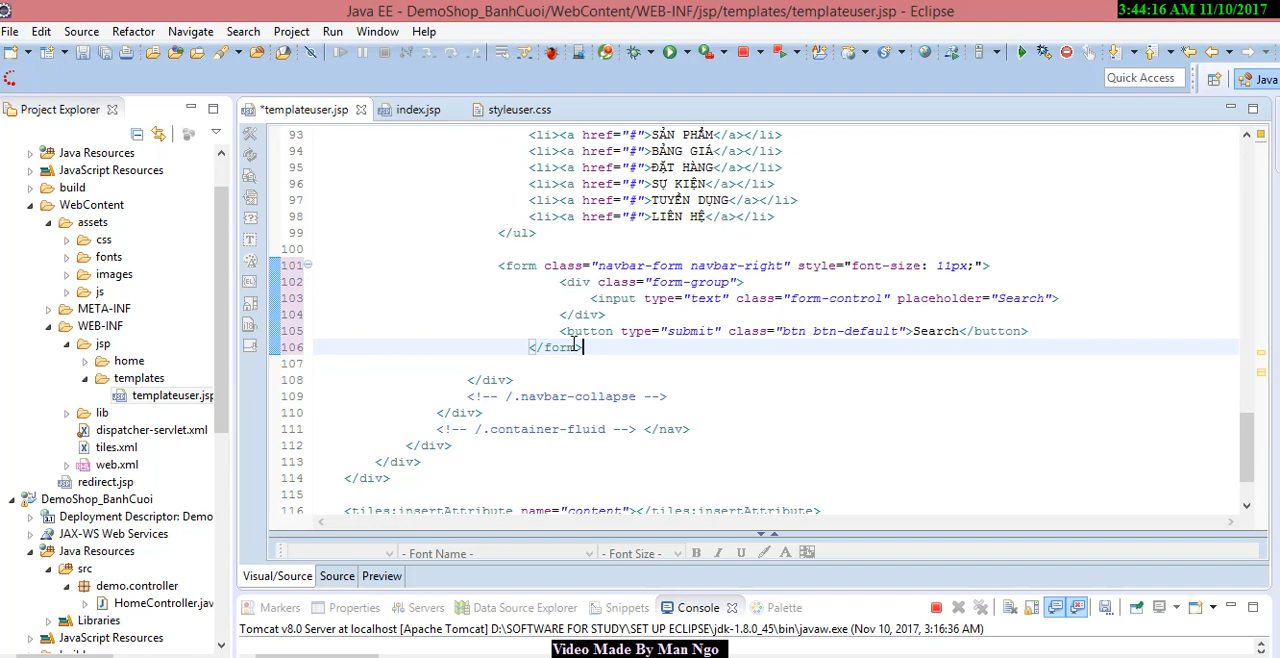 Java EE - DemoShop_BanhCuoi/WebContent/WEB-INF/jsp/templates/templateuser.jsp - Eclipse
3:44:16 AM 11/10/2017
File Edit Source Refactor Navigate Search Project Run Window Help
Quick Access
Java
Project Explorer
*templateuser.jsp
index.jsp
styleuser.css
Java Resources
JavaScript Resources
build
WebContent
assets
css
fonts
images
js
META-INF
WEB-INF
jsp
home
templates
templateuser.jsp
lib
dispatcher-servlet.xml
tiles.xml
web.xml
redirect.jsp
DemoShop_BanhCuoi
Deployment Descriptor: Demo
JAX-WS Web Services
Java Resources
src
demo.controller
HomeController.jav
Libraries
JavaScript Resources
93 <li><a href="#">SẢN PHẨM</a></li>
94 <li><a href="#">BẢNG GIÁ</a></li>
95 <li><a href="#">ĐẶT HÀNG</a></li>
96 <li><a href="#">SỰ KIỆN</a></li>
97 <li><a href="#">TUYỂN DỤNG</a></li>
98 <li><a href="#">LIÊN HỆ</a></li>
99 </ul>
100
101 <form class="navbar-form navbar-right" style="font-size: 11px;">
102 <div class="form-group">
103 <input type="text" class="form-control" placeholder="Search">
104 </div>
105 <button type="submit" class="btn btn-default">Search</button>
106 </form>
107
108 </div>
109 <!-- /.navbar-collapse -->
110 </div>
111 <!-- /.container-fluid --> </nav>
112 </div>
113 </div>
114 </div>
115
116 <tiles:insertAttribute name="content"></tiles:insertAttribute>
- Font Name - - Font Size - B I U A
Visual/Source Source Preview
Markers Properties Servers Data Source Explorer Snippets Console Palette
Tomcat v8.0 Server at localhost [Apache Tomcat] D:\SOFTWARE FOR STUDY\SET UP ECLIPSE\jdk-1.8.0_45\bin\javaw.exe (Nov 10, 2017, 3:16:36 AM)
Video Made By Man Ngo